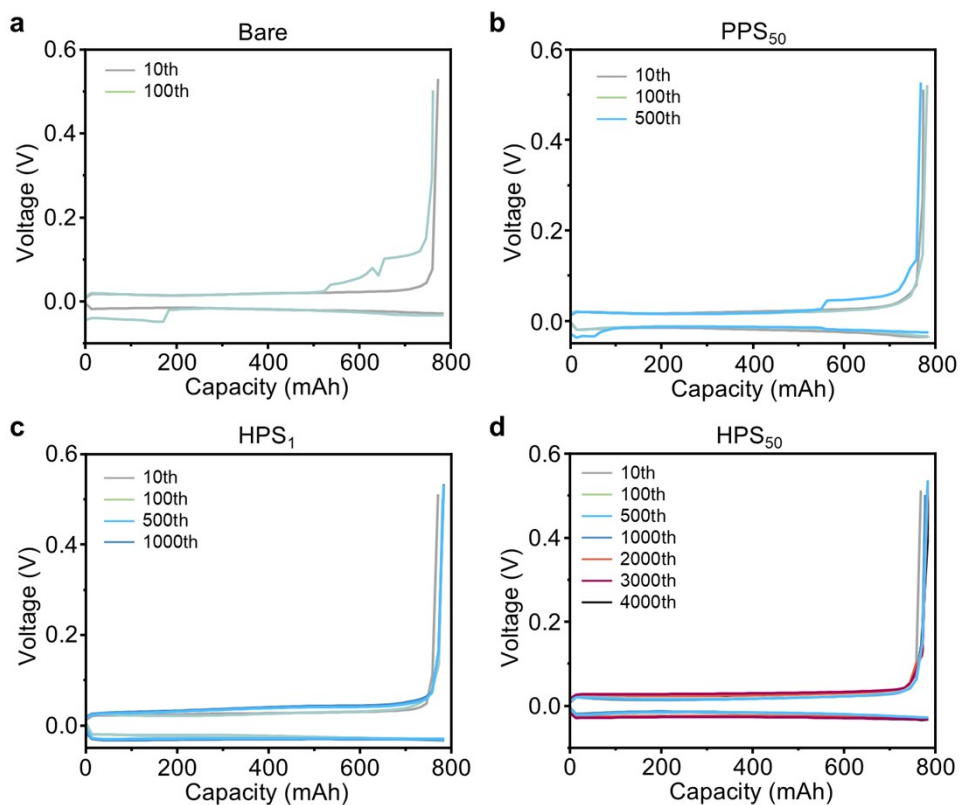 a
Bare
0.6
0.4
0.2
0.0
Voltage (V)
10th
100th
0
200
400
600
800
Capacity (mAh)
b
PPS₅₀
0.6
0.4
0.2
0.0
Voltage (V)
10th
100th
500th
0
200
400
600
800
Capacity (mAh)
c
HPS₁
0.6
0.4
0.2
0.0
Voltage (V)
10th
100th
500th
1000th
0
200
400
600
800
Capacity (mAh)
d
HPS₅₀
0.6
0.4
0.2
0.0
Voltage (V)
10th
100th
500th
1000th
2000th
3000th
4000th
0
200
400
600
800
Capacity (mAh)